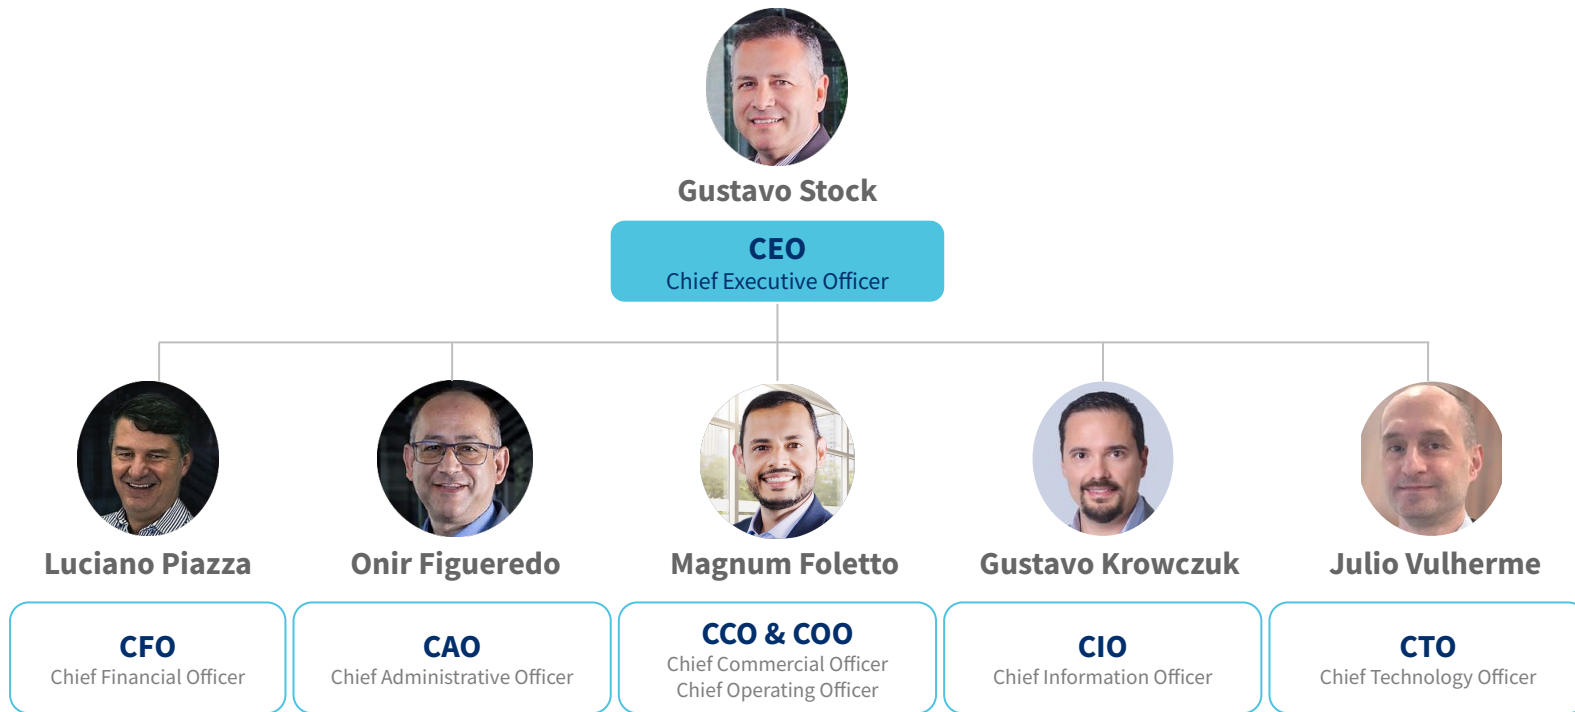 Gustavo Stock
CEO
Chief Executive Officer
Luciano Piazza
Onir Figueredo
Magnum Foletto
Gustavo Krowczuk
Julio Vulherme
CFO
Chief Financial Officer
CAO
Chief Administrative Officer
CCO & COO
Chief Commercial Officer
Chief Operating Officer
CIO
Chief Information Officer
CTO
Chief Technology Officer